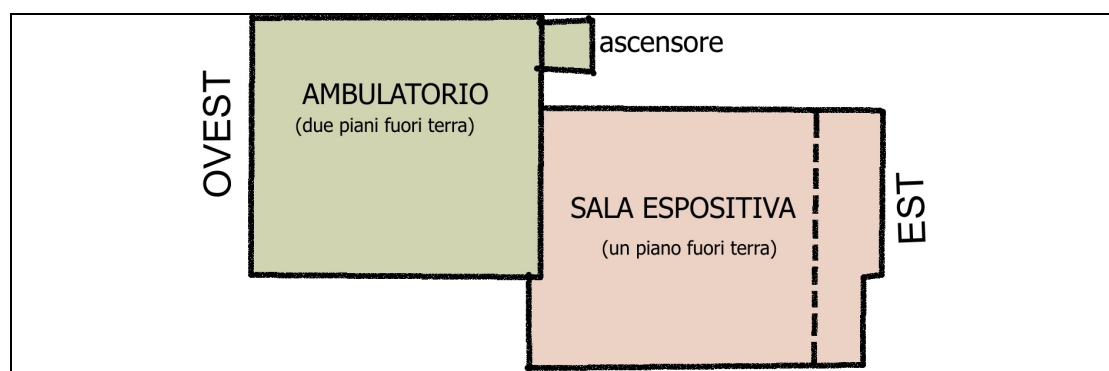 OVEST
AMBULATORIO
(due piani fuori terra)
ascensore
SALA ESPOSITIVA
(un piano fuori terra)
EST